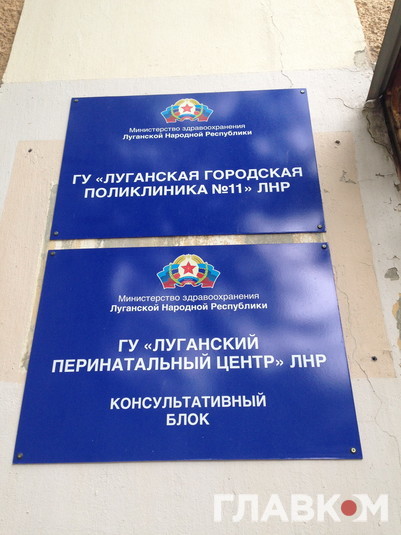 Министерство здравоохранения
Луганской Народной Республики
ГУ «ЛУГАНСКАЯ ГОРОДСКАЯ
ПОЛИКЛИНИКА №11» ЛНР
Министерство здравоохранения
Луганской Народной Республики
ГУ «ЛУГАНСКИЙ
ПЕРИНАТАЛЬНЫЙ ЦЕНТР» ЛНР
КОНСУЛЬТАТИВНЫЙ
БЛОК
ГЛАВКОМ